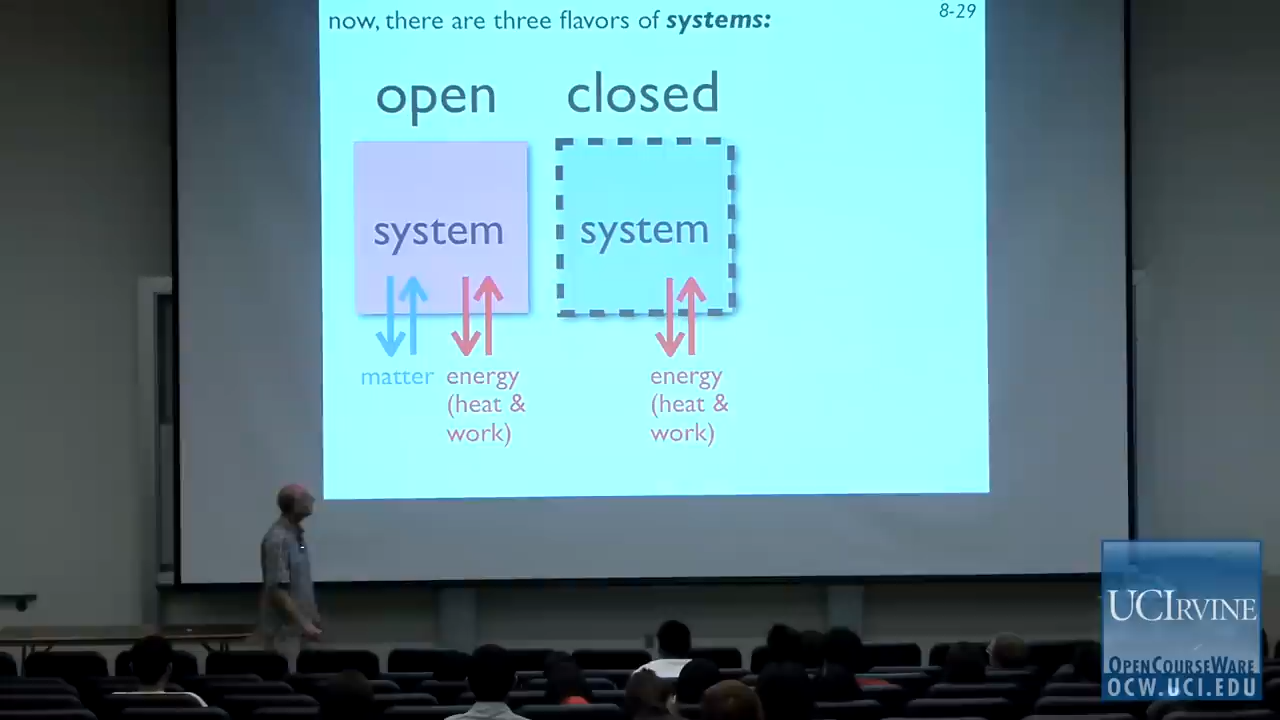 now, there are three flavors of systems:
8-29
open
closed
system
system
matter
energy
(heat &
work)
energy
(heat &
work)
UCIRVINE
OPENCOURSEWARE
OCW.UCI.EDU